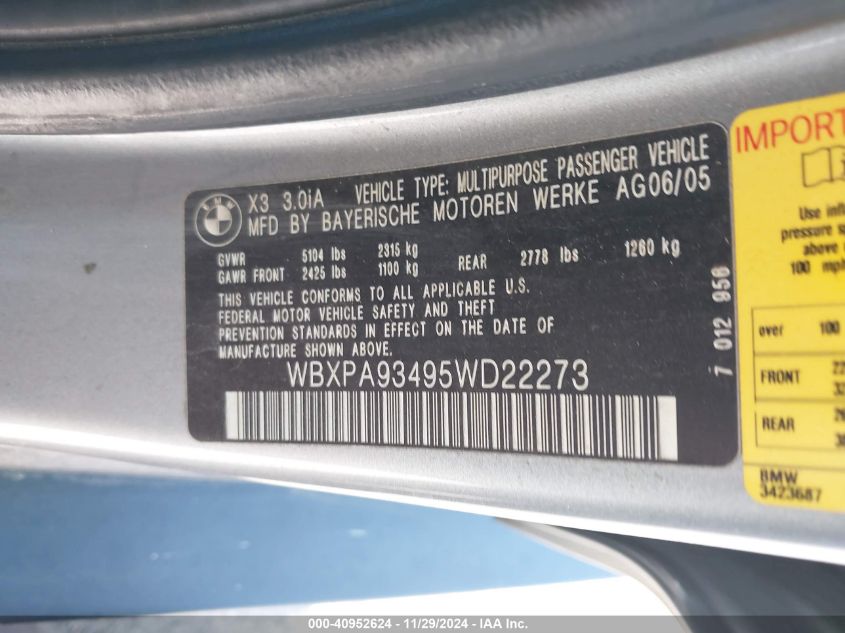 BMW
X3 3.0iA VEHICLE TYPE: MULTIPURPOSE PASSENGER VEHICLE
MFD BY BAYERISCHE MOTOREN WERKE AG06/05
GVWR 5104 lbs 2315 kg
GAWR FRONT 2425 lbs 1100 kg REAR 2778 lbs 1260 kg
THIS VEHICLE CONFORMS TO ALL APPLICABLE U.S.
FEDERAL MOTOR VEHICLE SAFETY AND THEFT
PREVENTION STANDARDS IN EFFECT ON THE DATE OF
MANUFACTURE SHOWN ABOVE.
WBXPA93495WD22273
7 012 956
IMPORT
Use infl
pressure s
above
100 mph
over 100
FRONT
REAR
BMW
3423687
000-40952624 - 11/29/2024 - IAA Inc.